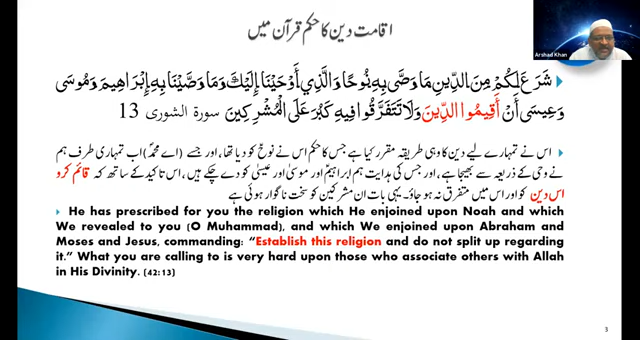 اقامت دین کا حکم قرآن میں
Arshad Khan
شَرَعَ لَكُمْ مِنَ الدِّينِ مَا وَصَّى بِهِ نُوحًا وَالَّذِي أَوْحَيْنَا إِلَيْكَ وَمَا وَصَّيْنَا بِهِ إِبْرَاهِيمَ وَمُوسَى
وَعِيسَى أَنْ أَقِيمُوا الدِّينَ وَلَا تَتَفَرَّقُوا فِيهِ كَبُرَ عَلَى الْمُشْرِكِينَ سورۃ الشوری 13
اس نے تمہارے لیے دین کا وہی طریقہ مقرر کیا ہے جس کا حکم اس نے نوحؑ کو دیا تھا، اور جسے (اے محمدؐ) اب تمہاری طرف ہم
نے وحی کے ذریعہ سے بھیجا ہے، اور جس کی ہدایت ہم ابراہیمؑ اور موسیٰؑ اور عیسیٰؑ کو دے چکے ہیں، اس تاکید کے ساتھ کہ قائم کرو
اس دین کو اور اس میں متفرق نہ ہو جاؤ۔ یہی بات ان مشرکین کو سخت ناگوار ہوئی ہے
He has prescribed for you the religion which He enjoined upon Noah and which
We revealed to you (O Muhammad), and which We enjoined upon Abraham and
Moses and Jesus, commanding: “Establish this religion and do not split up regarding
it.” What you are calling to is very hard upon those who associate others with Allah
in His Divinity. (42:13)
3